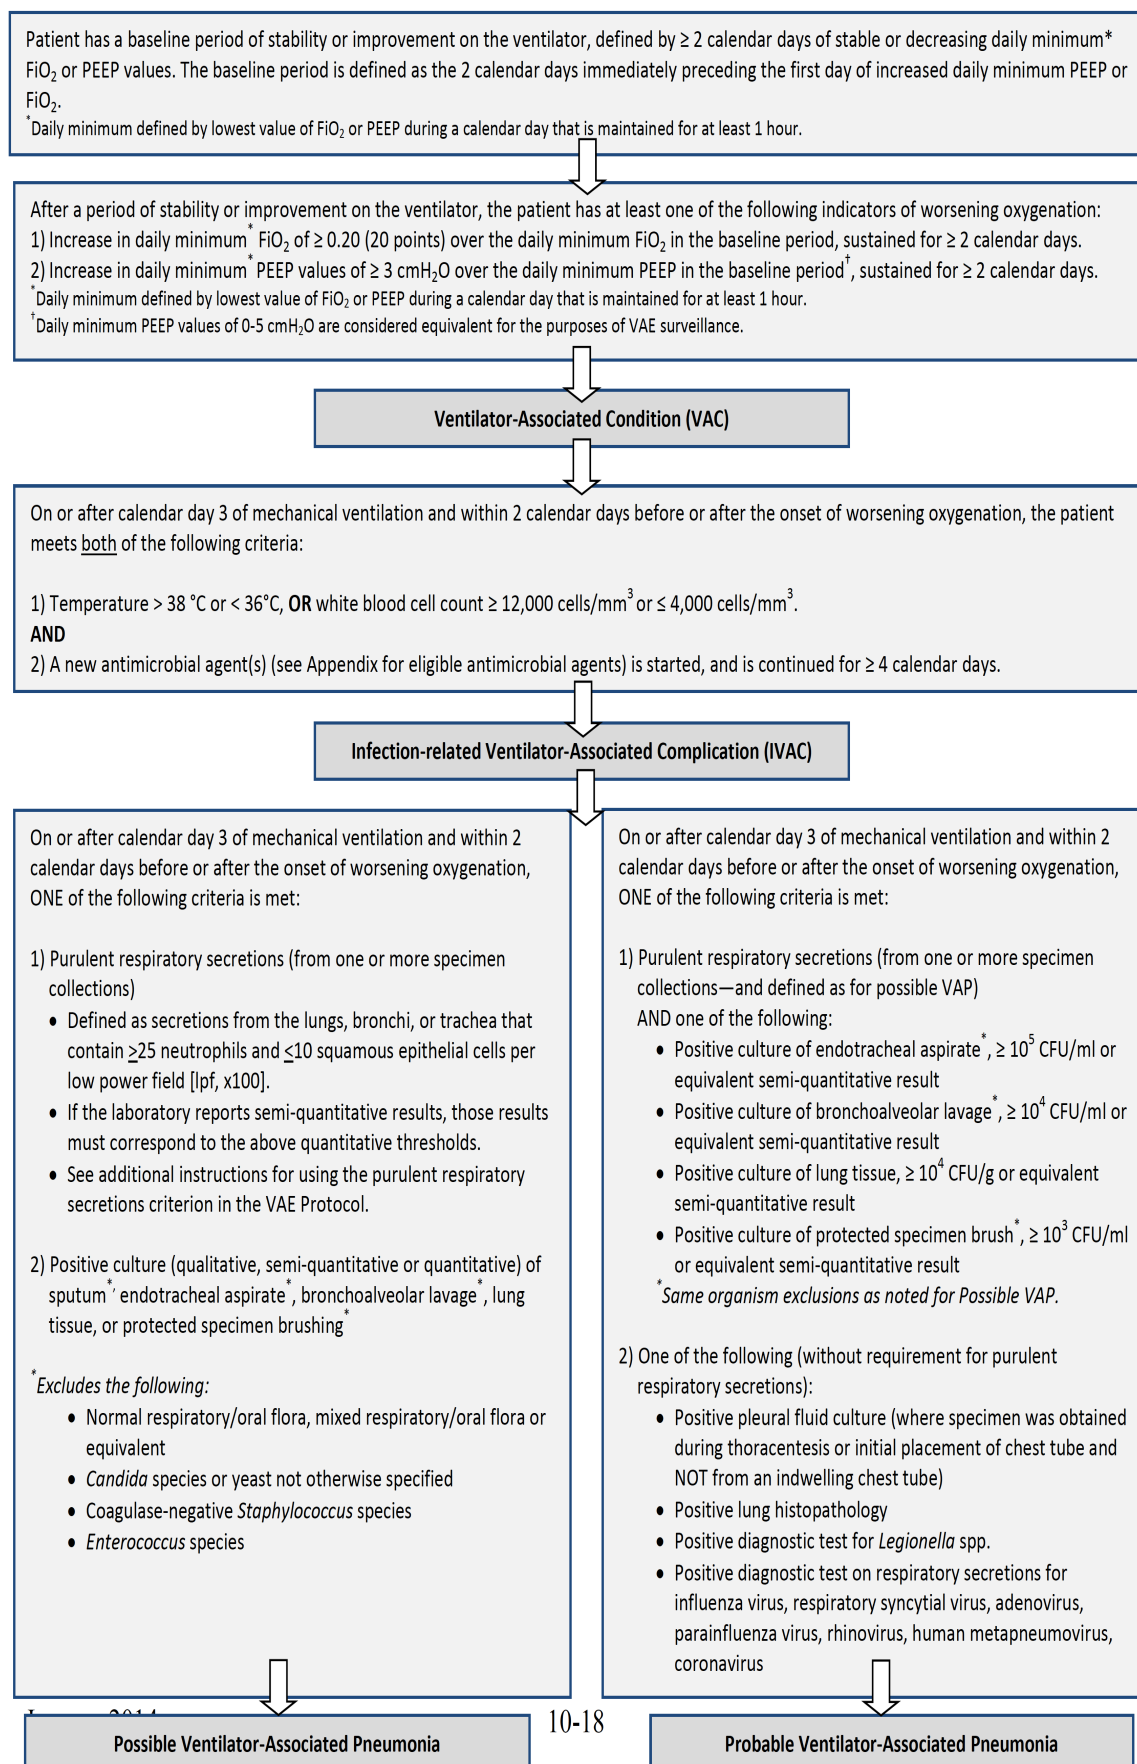 Patient has a baseline period of stability or improvement on the ventilator, defined by ≥ 2 calendar days of stable or decreasing daily minimum*
FiO₂ or PEEP values. The baseline period is defined as the 2 calendar days immediately preceding the first day of increased daily minimum PEEP or
FiO₂.
*Daily minimum defined by lowest value of FiO₂ or PEEP during a calendar day that is maintained for at least 1 hour.
After a period of stability or improvement on the ventilator, the patient has at least one of the following indicators of worsening oxygenation:
1) Increase in daily minimum* FiO₂ of ≥ 0.20 (20 points) over the daily minimum FiO₂ in the baseline period, sustained for ≥ 2 calendar days.
2) Increase in daily minimum* PEEP values of ≥ 3 cmH₂O over the daily minimum PEEP in the baseline period†, sustained for ≥ 2 calendar days.
*Daily minimum defined by lowest value of FiO₂ or PEEP during a calendar day that is maintained for at least 1 hour.
†Daily minimum PEEP values of 0-5 cmH₂O are considered equivalent for the purposes of VAE surveillance.
Ventilator-Associated Condition (VAC)
On or after calendar day 3 of mechanical ventilation and within 2 calendar days before or after the onset of worsening oxygenation, the patient
meets both of the following criteria:
1) Temperature > 38 °C or < 36°C, OR white blood cell count ≥ 12,000 cells/mm³ or ≤ 4,000 cells/mm³.
AND
2) A new antimicrobial agent(s) (see Appendix for eligible antimicrobial agents) is started, and is continued for ≥ 4 calendar days.
Infection-related Ventilator-Associated Complication (IVAC)
On or after calendar day 3 of mechanical ventilation and within 2
calendar days before or after the onset of worsening oxygenation,
ONE of the following criteria is met:
1) Purulent respiratory secretions (from one or more specimen
collections)
• Defined as secretions from the lungs, bronchi, or trachea that
contain ≥25 neutrophils and ≤10 squamous epithelial cells per
low power field [lpf, x100].
• If the laboratory reports semi-quantitative results, those results
must correspond to the above quantitative thresholds.
• See additional instructions for using the purulent respiratory
secretions criterion in the VAE Protocol.
2) Positive culture (qualitative, semi-quantitative or quantitative) of
sputum*, endotracheal aspirate*, bronchoalveolar lavage*, lung
tissue, or protected specimen brushing*
*Excludes the following:
• Normal respiratory/oral flora, mixed respiratory/oral flora or
equivalent
• Candida species or yeast not otherwise specified
• Coagulase-negative Staphylococcus species
• Enterococcus species
On or after calendar day 3 of mechanical ventilation and within 2
calendar days before or after the onset of worsening oxygenation,
ONE of the following criteria is met:
1) Purulent respiratory secretions (from one or more specimen
collections—and defined as for possible VAP)
AND one of the following:
• Positive culture of endotracheal aspirate*, ≥ 10⁵ CFU/ml or
equivalent semi-quantitative result
• Positive culture of bronchoalveolar lavage*, ≥ 10⁴ CFU/ml or
equivalent semi-quantitative result
• Positive culture of lung tissue, ≥ 10⁴ CFU/g or equivalent
semi-quantitative result
• Positive culture of protected specimen brush*, ≥ 10³ CFU/ml
or equivalent semi-quantitative result
*Same organism exclusions as noted for Possible VAP.
2) One of the following (without requirement for purulent
respiratory secretions):
• Positive pleural fluid culture (where specimen was obtained
during thoracentesis or initial placement of chest tube and
NOT from an indwelling chest tube)
• Positive lung histopathology
• Positive diagnostic test for Legionella spp.
• Positive diagnostic test on respiratory secretions for
influenza virus, respiratory syncytial virus, adenovirus,
parainfluenza virus, rhinovirus, human metapneumovirus,
coronavirus
10-18
Possible Ventilator-Associated Pneumonia
Probable Ventilator-Associated Pneumonia